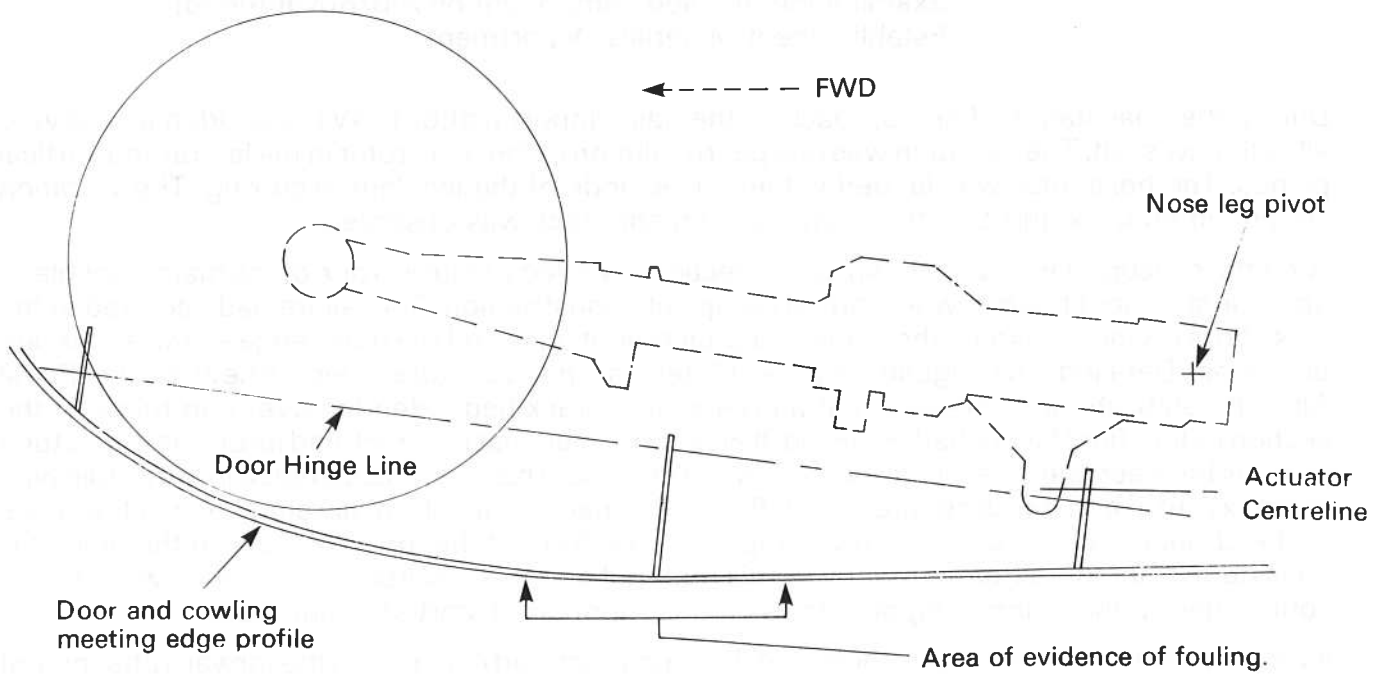 FWD
Nose leg pivot
Door Hinge Line
Actuator
Centreline
Door and cowling
meeting edge profile
Area of evidence of fouling.